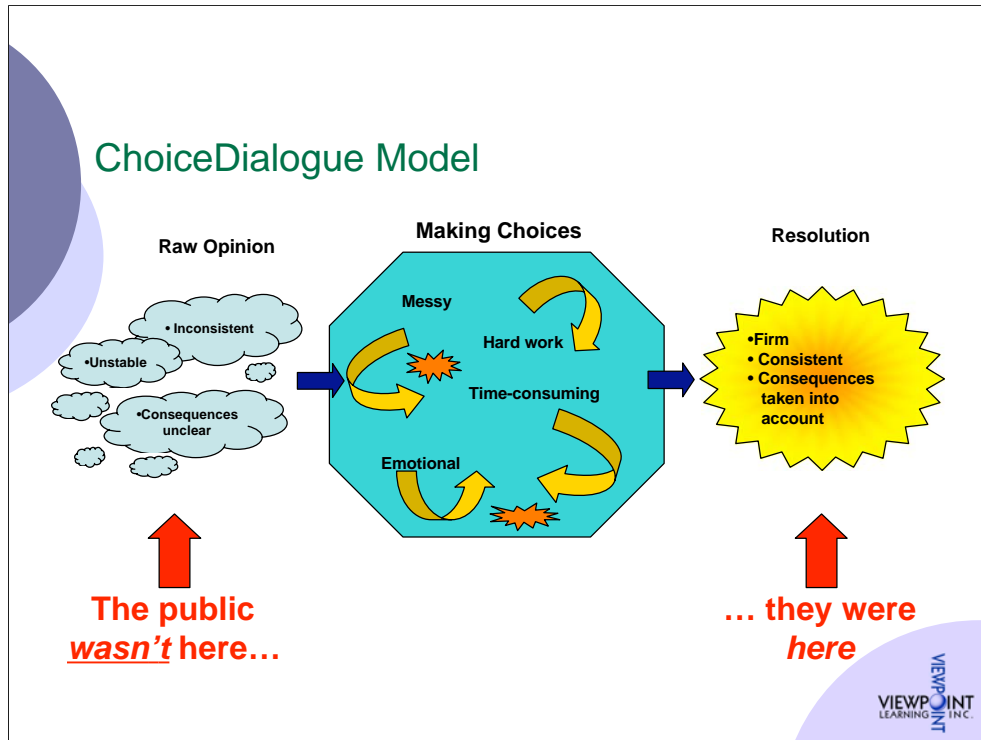 ChoiceDialogue Model
Raw Opinion
• Inconsistent
•Unstable
•Consequences
unclear
Making Choices
Messy
Hard work
Time-consuming
Emotional
Resolution
•Firm
• Consistent
• Consequences
taken into
account
The public
wasn't here…
… they were
here
VIEWPOINT
LEARNING INC.
VIEWPOINT